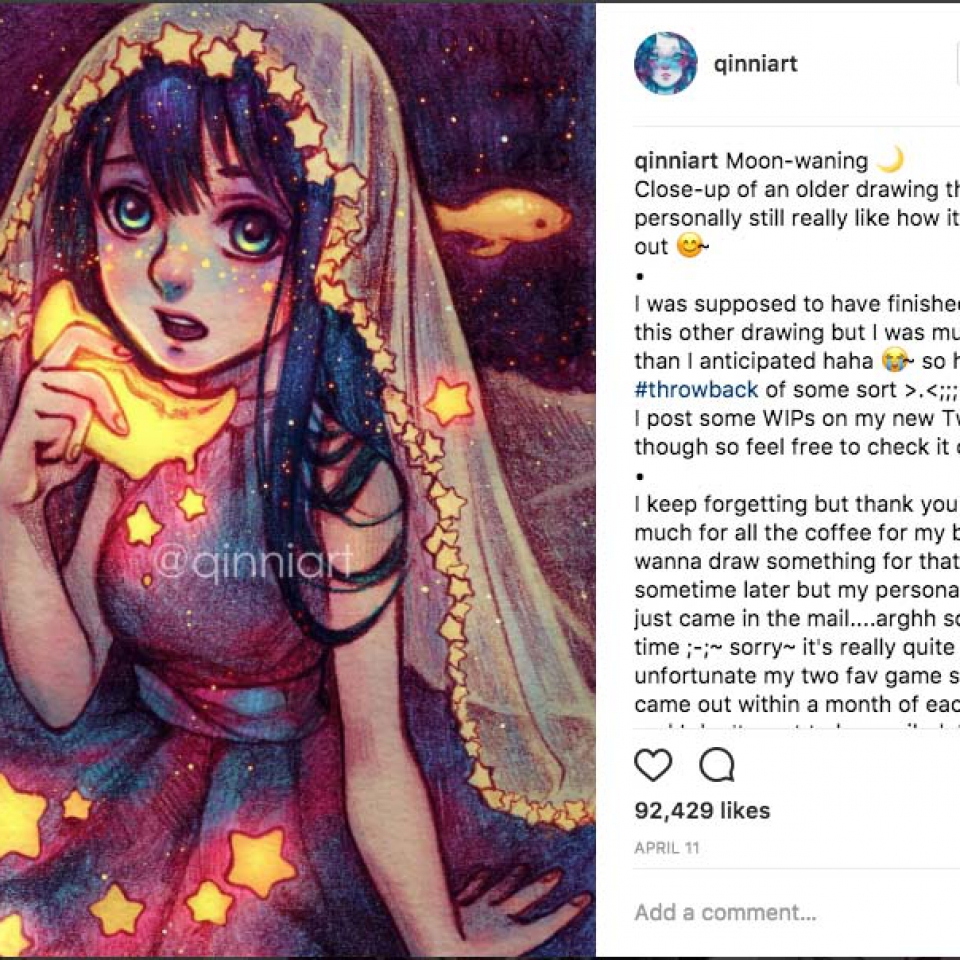 MONDAY
26
@qinniart
qinniart
qinniart Moon-waning 🌙
Close-up of an older drawing th
personally still really like how it
out 😊~
•
I was supposed to have finished
this other drawing but I was mu
than I anticipated haha 😭~ so h
#throwback of some sort >.<;;;
I post some WIPs on my new Tw
though so feel free to check it o
•
I keep forgetting but thank you
much for all the coffee for my b
wanna draw something for that
sometime later but my persona
just came in the mail....arghh so
time ;-;~ sorry~ it's really quite
unfortunate my two fav game s
came out within a month of eac
92,429 likes
APRIL 11
Add a comment...